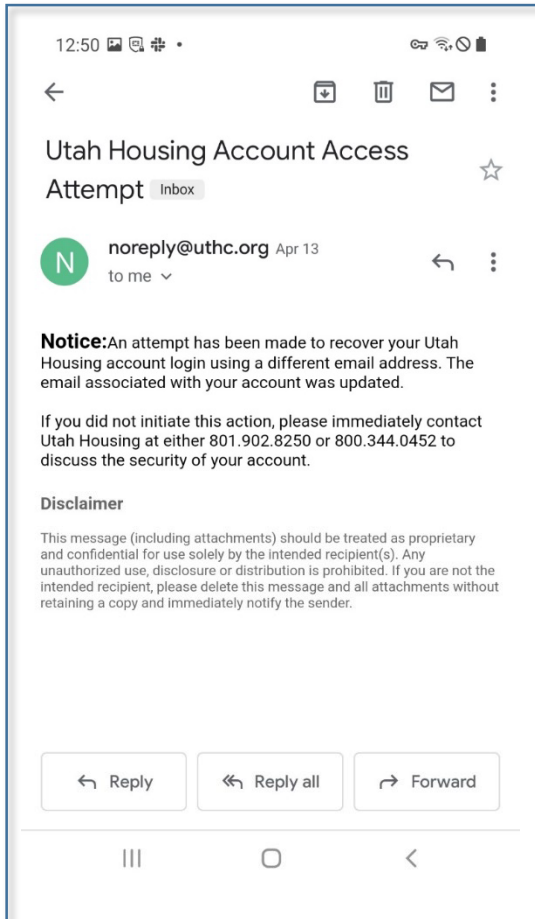 12:50
Utah Housing Account Access
Attempt Inbox
N
noreply@uthc.org Apr 13
to me
Notice:An attempt has been made to recover your Utah
Housing account login using a different email address. The
email associated with your account was updated.
If you did not initiate this action, please immediately contact
Utah Housing at either 801.902.8250 or 800.344.0452 to
discuss the security of your account.
Disclaimer
This message (including attachments) should be treated as proprietary
and confidential for use solely by the intended recipient(s). Any
unauthorized use, disclosure or distribution is prohibited. If you are not the
intended recipient, please delete this message and all attachments without
retaining a copy and immediately notify the sender.
Reply
Reply all
Forward